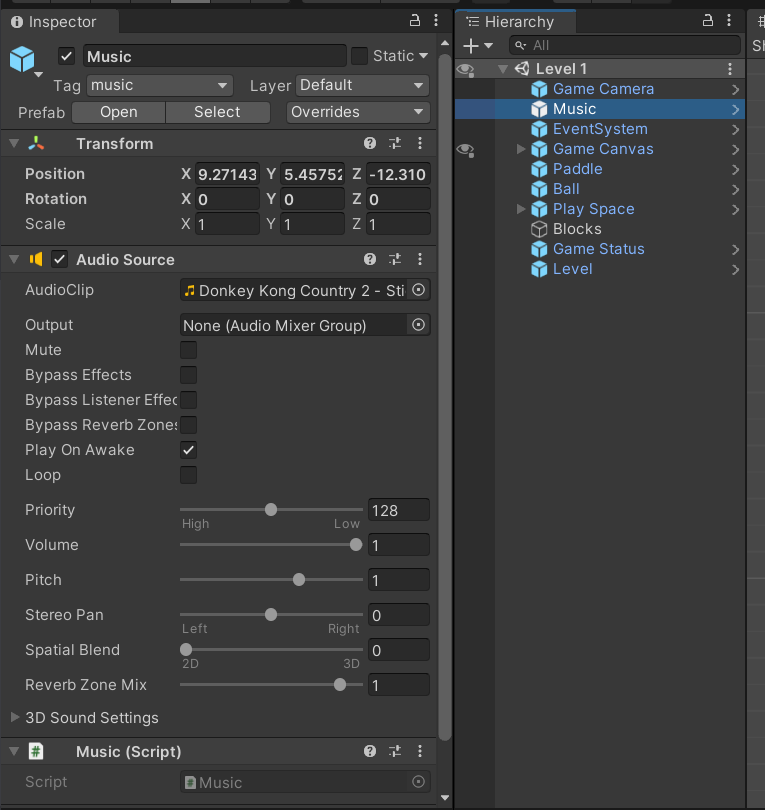 Inspector
Music
Static
Tag music Layer Default
Prefab Open Select Overrides
Transform
Position X 9.27143 Y 5.45752 Z -12.310
Rotation X 0 Y 0 Z 0
Scale X 1 Y 1 Z 1
Audio Source
AudioClip Donkey Kong Country 2 - Sti
Output None (Audio Mixer Group)
Mute
Bypass Effects
Bypass Listener Effec
Bypass Reverb Zones
Play On Awake
Loop
Priority 128
High Low
Volume 1
Pitch 1
Stereo Pan 0
Left Right
Spatial Blend 0
2D 3D
Reverb Zone Mix 1
3D Sound Settings
# Music (Script)
Script # Music
Hierarchy
All
Level 1
Game Camera
Music
EventSystem
Game Canvas
Paddle
Ball
Play Space
Blocks
Game Status
Level